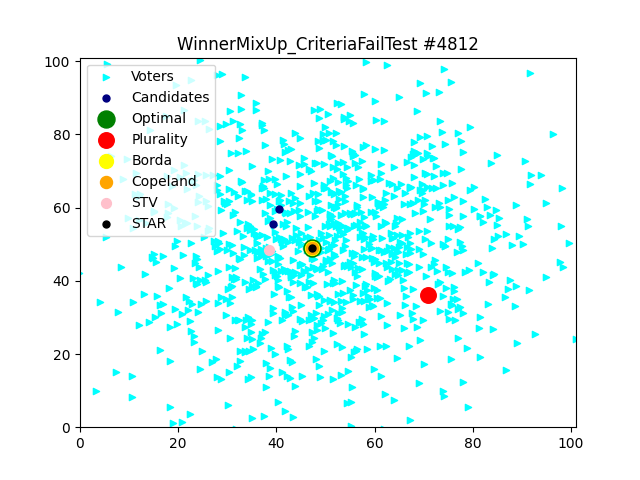 WinnerMixUp_CriteriaFailTest #4812
Voters
Candidates
Optimal
Plurality
Borda
Copeland
STV
STAR
100
80
60
40
20
0
0 20 40 60 80 100